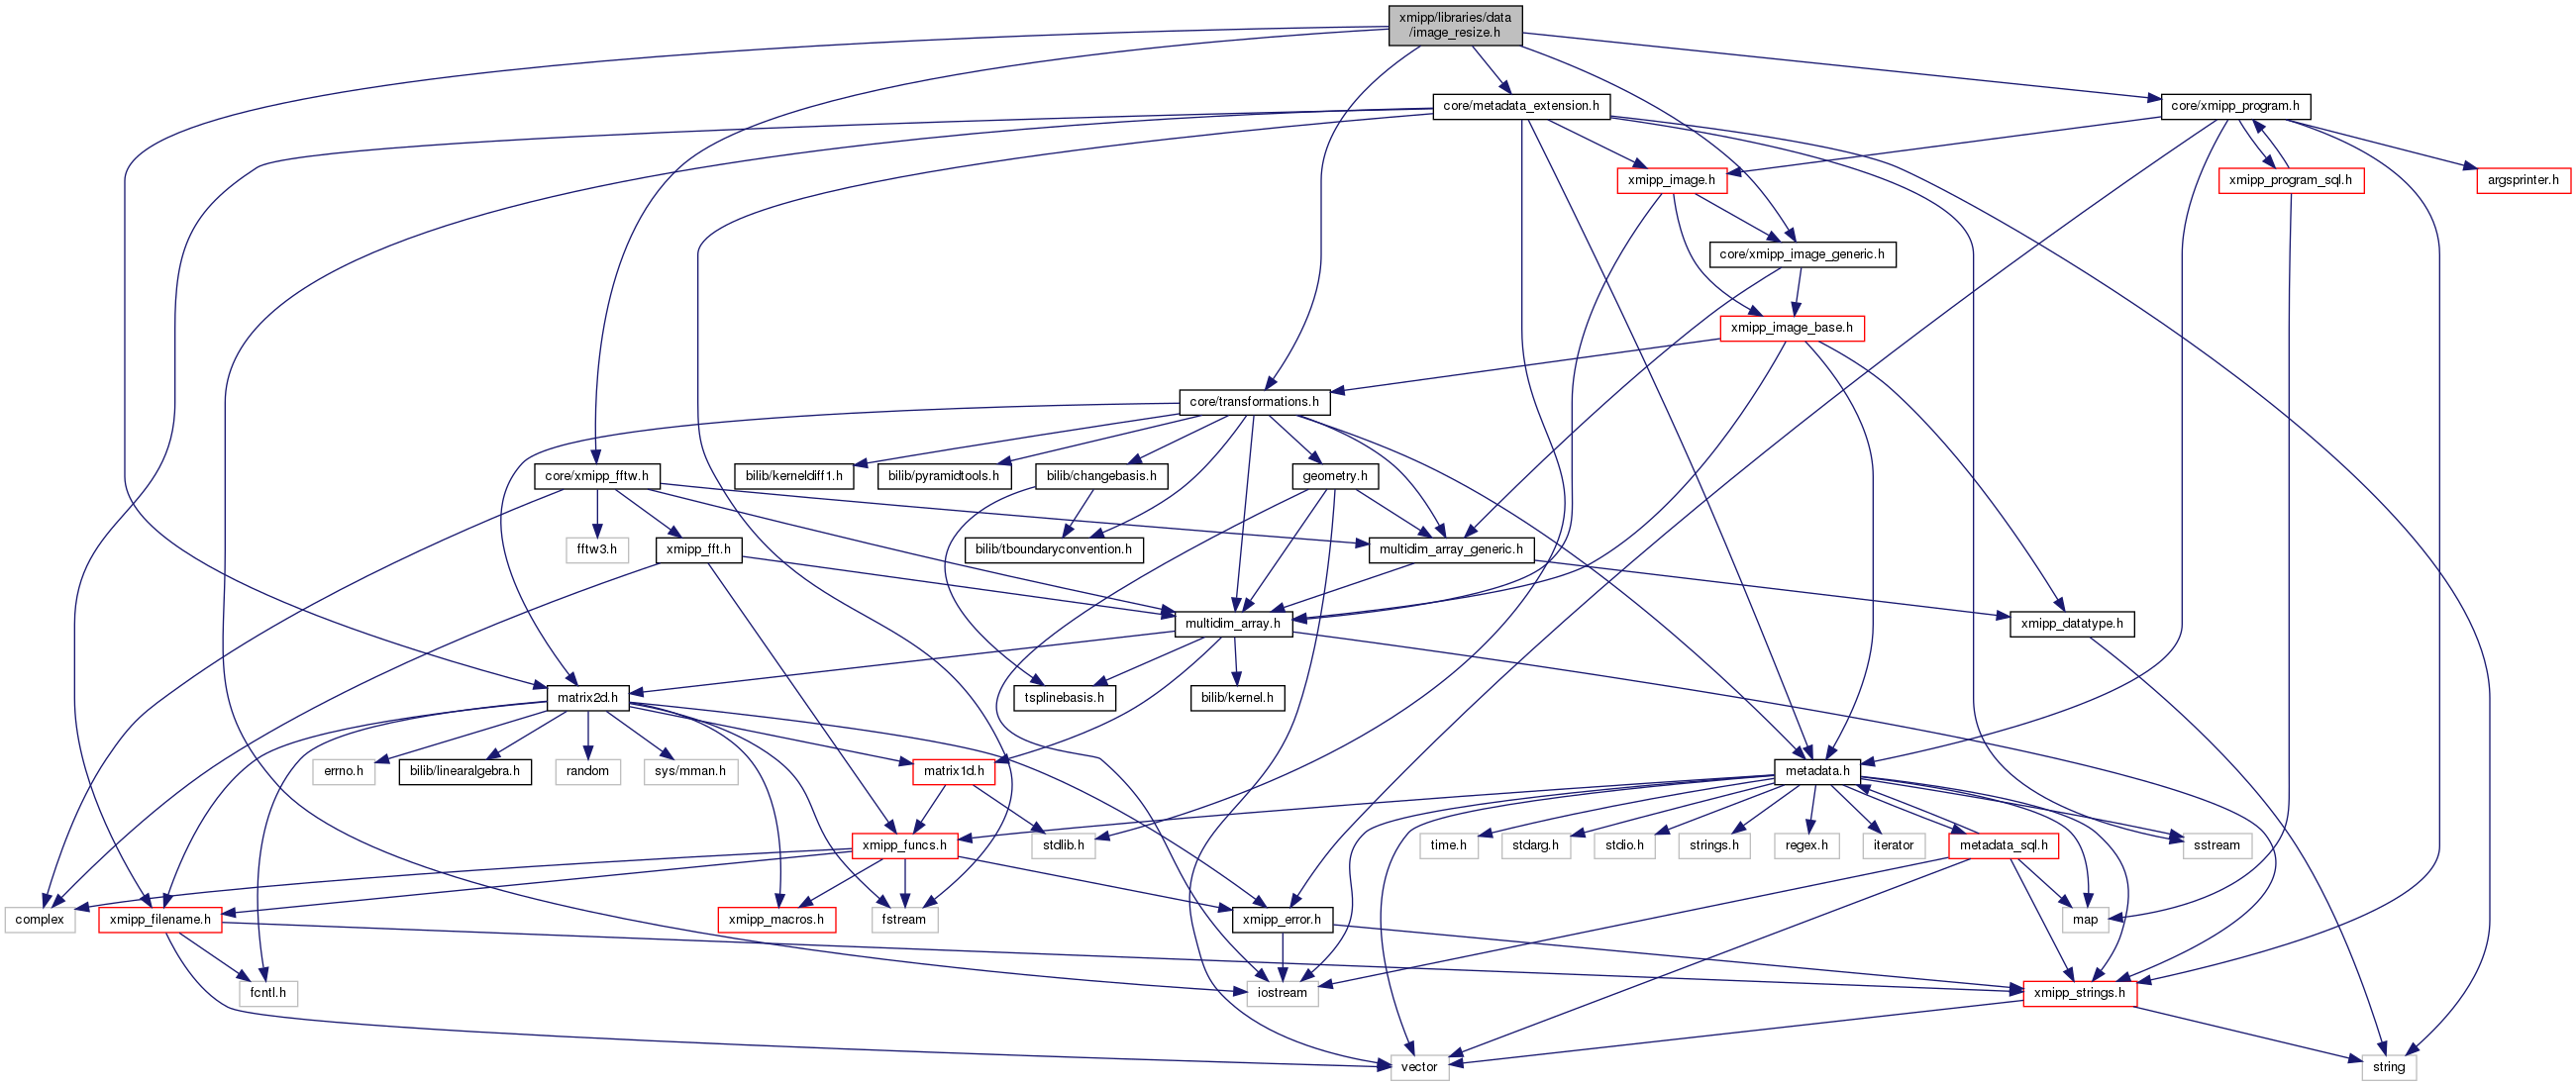 xmipp/libraries/data
/image_resize.h
core/metadata_extension.h
core/xmipp_program.h
xmipp_image.h
xmipp_program_sql.h
argsprinter.h
core/xmipp_image_generic.h
xmipp_image_base.h
core/transformations.h
core/xmipp_fftw.h
bilib/kerneldiff1.h
bilib/pyramidtools.h
bilib/changebasis.h
geometry.h
fftw3.h
xmipp_fft.h
bilib/tboundaryconvention.h
multidim_array_generic.h
multidim_array.h
xmipp_datatype.h
matrix2d.h
tsplinebasis.h
bilib/kernel.h
errno.h
bilib/linearalgebra.h
random
sys/mman.h
matrix1d.h
metadata.h
xmipp_funcs.h
stdlib.h
time.h
stdarg.h
stdio.h
strings.h
regex.h
iterator
metadata_sql.h
sstream
complex
xmipp_filename.h
xmipp_macros.h
fstream
xmipp_error.h
map
fcntl.h
iostream
xmipp_strings.h
vector
string